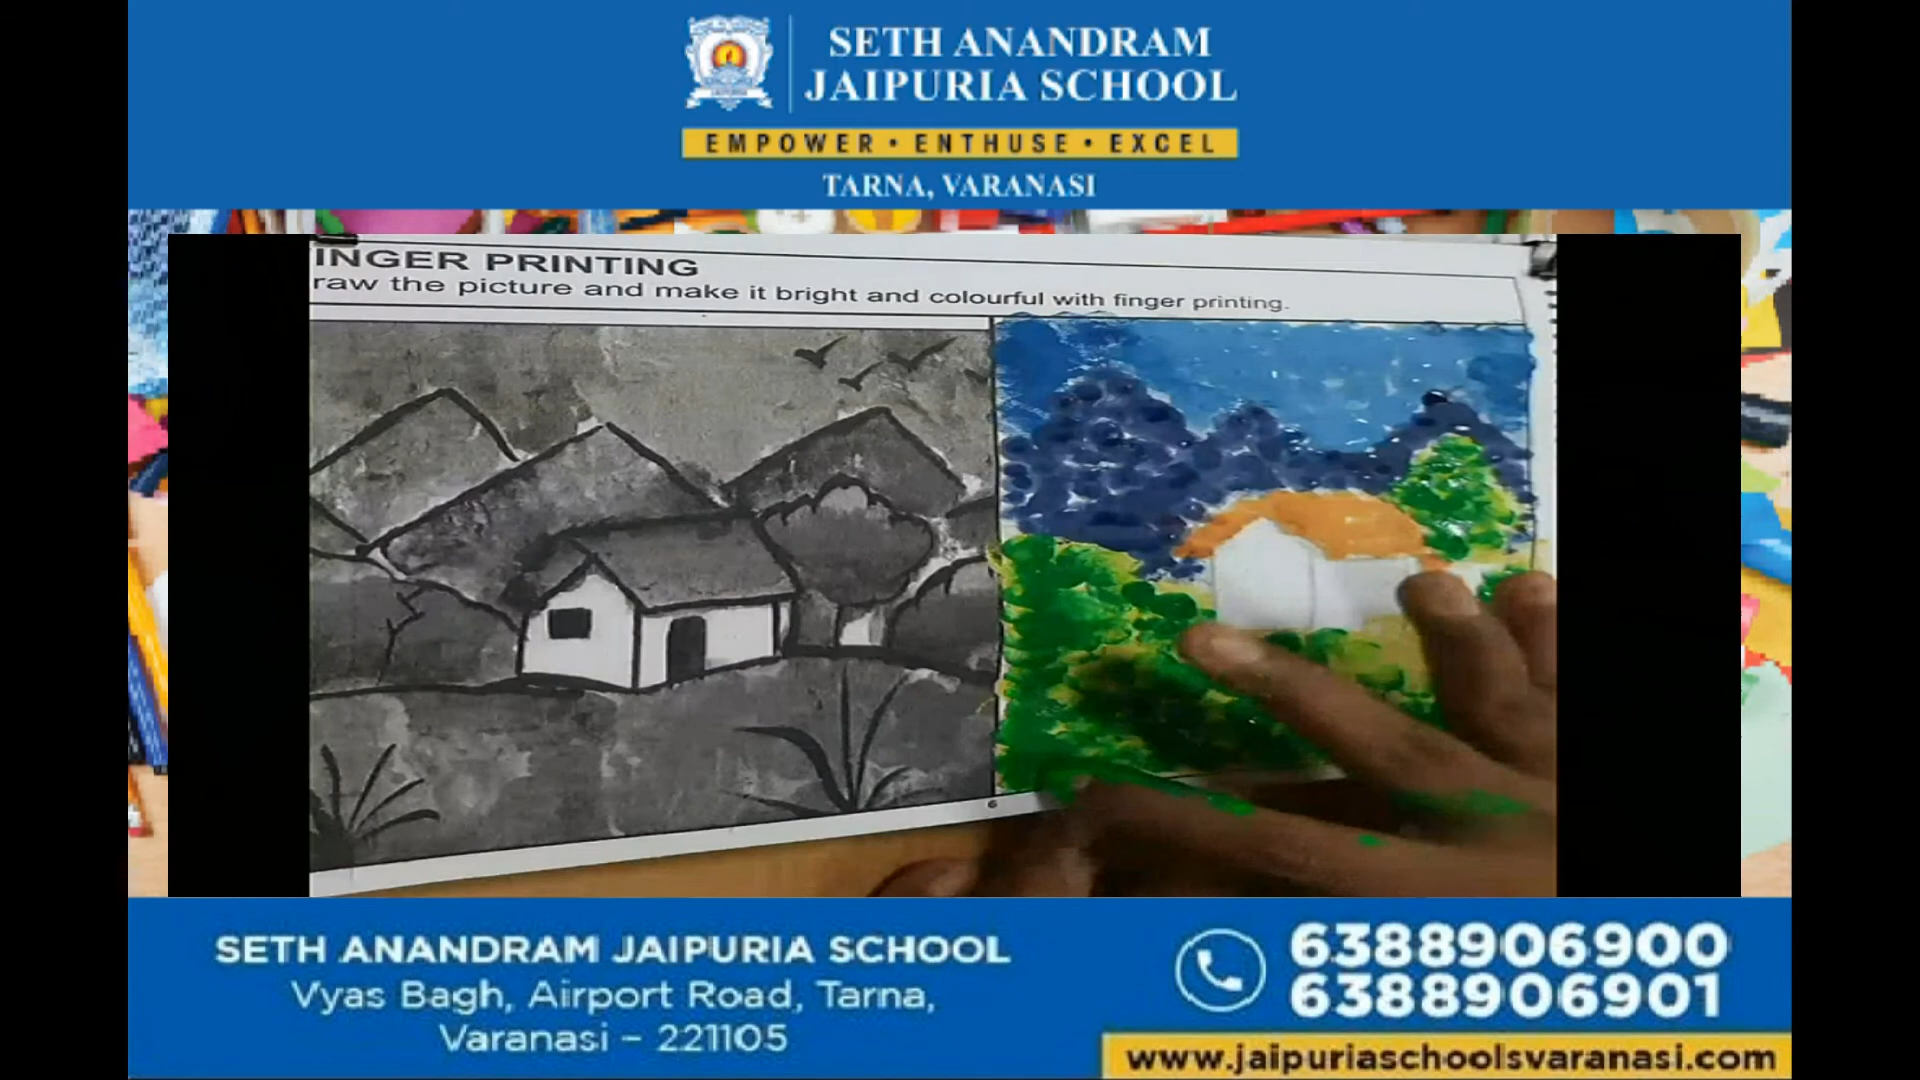 SETH ANANDRAM
JAIPURIA SCHOOL
EMPOWER • ENTHUSE • EXCEL
TARNA, VARANASI
INGER PRINTING
raw the picture and make it bright and colourful with finger printing.
6
SETH ANANDRAM JAIPURIA SCHOOL
Vyas Bagh, Airport Road, Tarna,
Varanasi – 221105
6388906900
6388906901
www.jaipuriaschoolsvaranasi.com